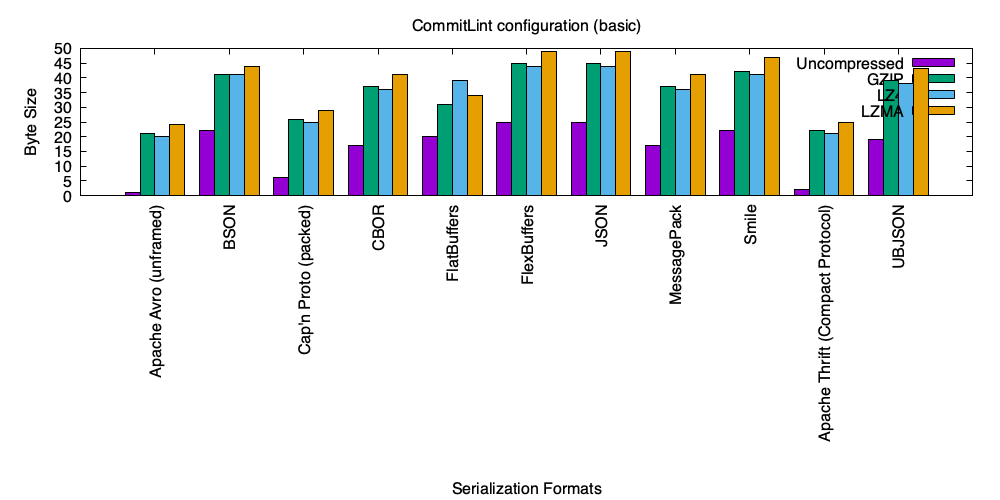 CommitLint configuration (basic)
Byte Size
50
45
40
35
30
25
20
15
10
5
0
Uncompressed
GZIP
LZ4
LZMA
Apache Avro (unframed)
BSON
Cap'n Proto (packed)
CBOR
FlatBuffers
FlexBuffers
JSON
MessagePack
Smile
Apache Thrift (Compact Protocol)
UBJSON
Serialization Formats